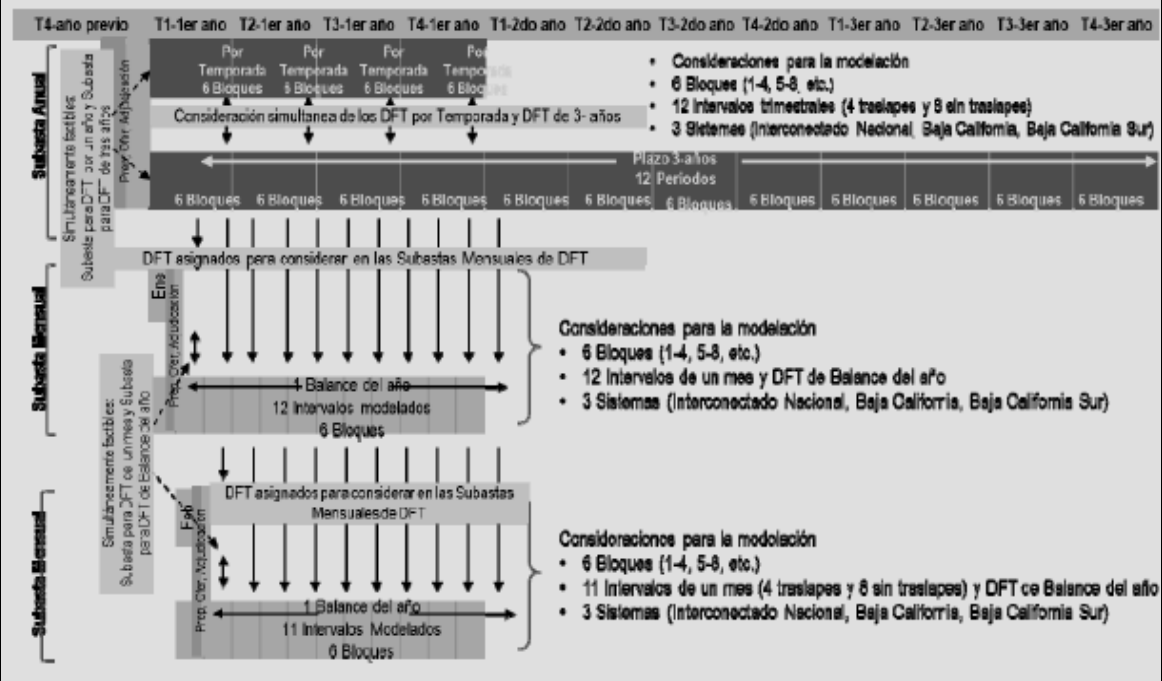 T4-año previo T1-1er año T2-1er año T3-1er año T4-1er año T1-2do año T2-2do año T3-2do año T4-2do año T1-3er año T2-3er año T3-3er año T4-3er año
Subasta Anual
Simultáneamente factibles:
Subasta para DFT por un año y Subasta
para DFT de tres años
Prep, Ofer, Adjudicación
Por Por Por Por
Temporada Temporada Temporada Temporada
6 Bloques 6 Bloques 6 Bloques 6 Bloques
Consideración simultanea de los DFT por Temporada y DFT de 3- años
• Consideraciones para la modelación
• 6 Bloques (1-4, 5-8, etc.)
• 12 Intervalos trimestrales (4 traslapes y 8 sin traslapes)
• 3 Sistemas (Interconectado Nacional, Baja California, Baja California Sur)
Plazo 3-años
12 Periodos
6 Bloques 6 Bloques 6 Bloques 6 Bloques 6 Bloques 6 Bloques 6 Bloques 6 Bloques 6 Bloques 6 Bloques 6 Bloques 6 Bloques
DFT asignados para considerar en las Subastas Mensuales de DFT
Subasta Mensual
Ene
Prep, Ofer, Adjudicación
Simultáneamente factibles:
Subasta para DFT de un mes y Subasta
para DFT de Balance del año
1 Balance del año
12 Intervalos modelados
6 Bloques
Consideraciones para la modelación
• 6 Bloques (1-4, 5-8, etc.)
• 12 Intervalos de un mes y DFT de Balance del año
• 3 Sistemas (Interconectado Nacional, Baja California, Baja California Sur)
Subasta Mensual
Feb
Prep, Ofer, Adjudicación
DFT asignados para considerar en las Subastas
Mensuales de DFT
1 Balance del año
11 Intervalos Modelados
6 Bloques
Consideraciones para la modelación
• 6 Bloques (1-4, 5-8, etc.)
• 11 Intervalos de un mes (4 traslapes y 8 sin traslapes) y DFT de Balance del año
• 3 Sistemas (Interconectado Nacional, Baja California, Baja California Sur)